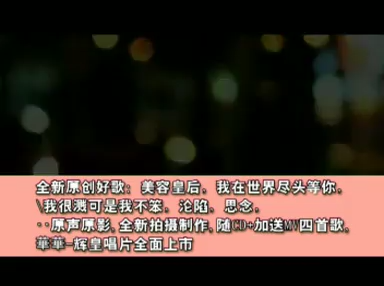 全新原创好歌：美容皇后，我在世界尽头等你，
\我很溅可是我不笨，沦陷，思念，
··原声原影,全新拍摄制作,随CD+加送MV四首歌,
華華-辉皇唱片全面上市